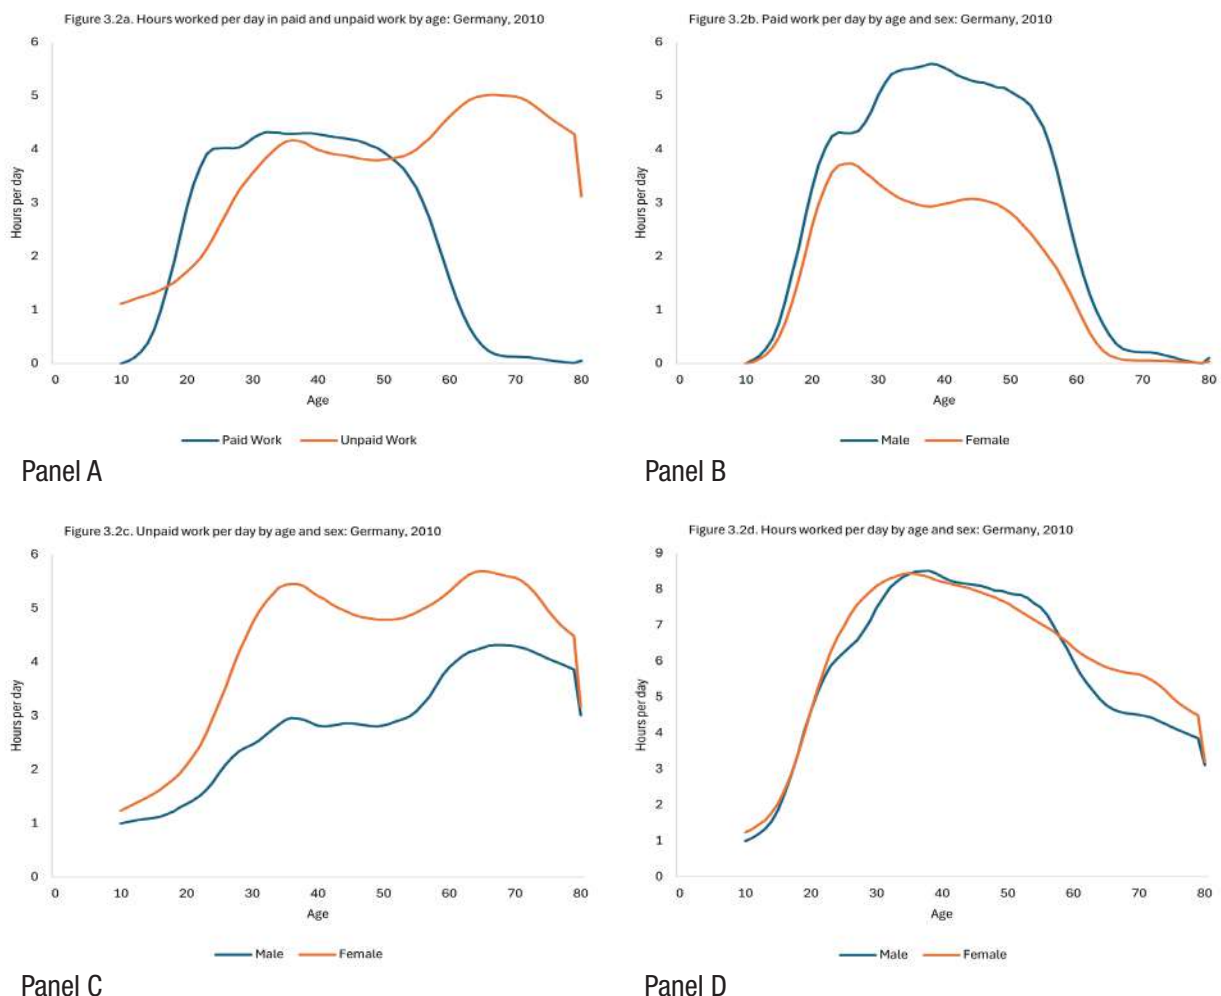 Figure 3.2a. Hours worked per day in paid and unpaid work by age: Germany, 2010
6
5
4
3
2
1
0
Hours per day
0 10 20 30 40 50 60 70 80
Age
Paid Work Unpaid Work
Panel A
Figure 3.2b. Paid work per day by age and sex: Germany, 2010
6
5
4
3
2
1
0
Hours per day
0 10 20 30 40 50 60 70 80
Age
Male Female
Panel B
Figure 3.2c. Unpaid work per day by age and sex: Germany, 2010
6
5
4
3
2
1
0
Hours per day
0 10 20 30 40 50 60 70 80
Age
Male Female
Panel C
Figure 3.2d. Hours worked per day by age and sex: Germany, 2010
9
8
7
6
5
4
3
2
1
0
Hours per day
0 10 20 30 40 50 60 70 80
Age
Male Female
Panel D